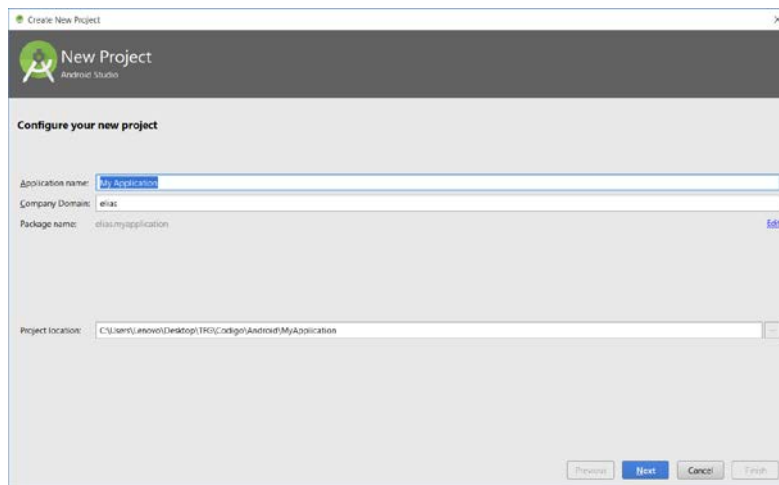 Create New Project
New Project
Android Studio
Configure your new project
Application name: My Application
Company Domain: elias
Package name: elias.myapplication
Edit
Project location: C:\Users\Lenovo\Desktop\TFG\Codigo\Android\MyApplication
Previous Next Cancel Finish